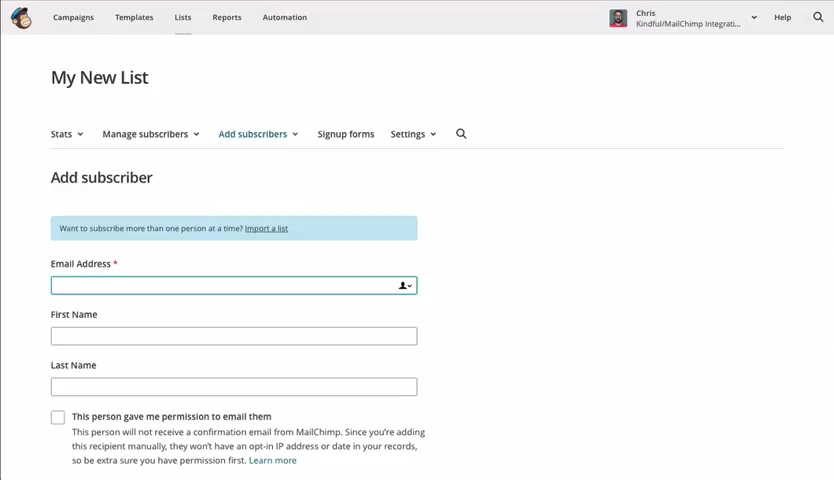 Campaigns Templates Lists Reports Automation Chris Help
Kindful/MailChimp Integrati...
My New List
Stats Manage subscribers Add subscribers Signup forms Settings
Add subscriber
Want to subscribe more than one person at a time? Import a list
Email Address *
First Name
Last Name
This person gave me permission to email them
This person will not receive a confirmation email from MailChimp. Since you’re adding
this recipient manually, they won’t have an opt-in IP address or date in your records,
so be extra sure you have permission first. Learn more